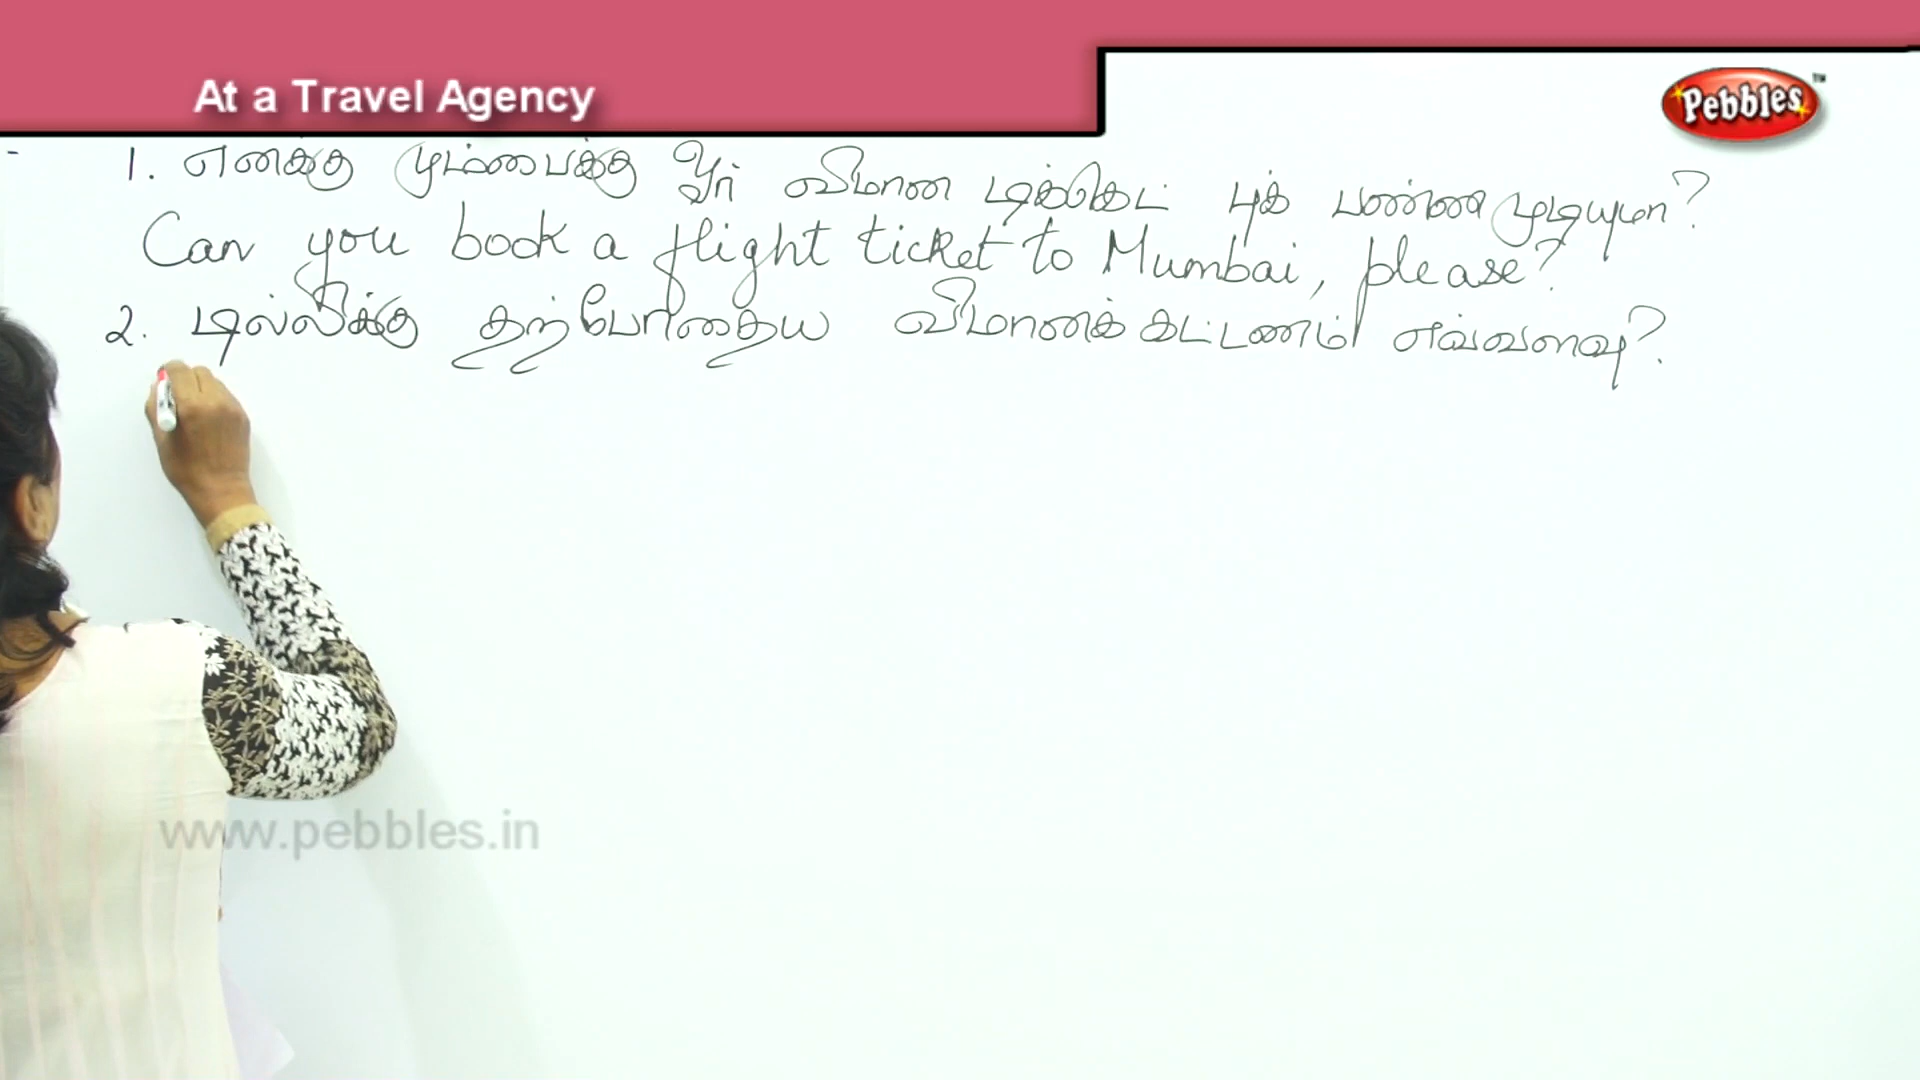 At a Travel Agency
Pebbles
1. எனக்கு மும்பைக்கு ஓர் விமான டிக்கெட் புக் பண்ண முடியுமா?
Can you book a flight ticket to Mumbai, please?
2. டில்லிக்கு தற்போதைய விமானக் கட்டணம் எவ்வளவு?
www.pebbles.in